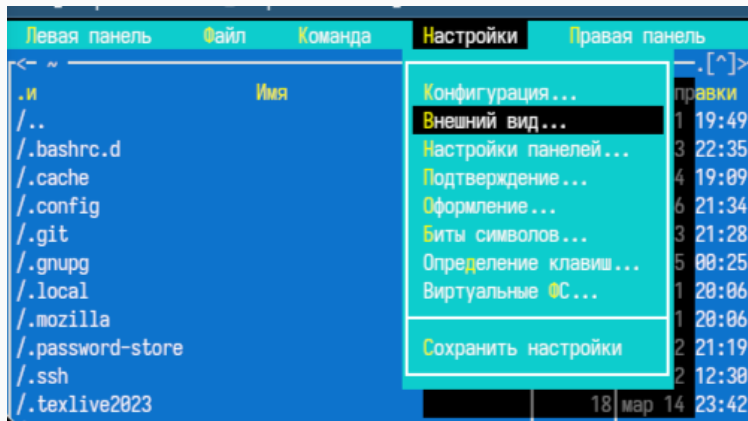 Левая панель Файл Команда Настройки Правая панель
<- ~ .[^]>
.и Имя правки
/.. Конфигурация...
/.bashrc.d Внешний вид... 1 19:49
Настройки панелей... 3 22:35
/.cache Подтверждение... 4 19:09
/.config Оформление... 6 21:34
/.git Биты символов... 3 21:28
/.gnupg Определение клавиш... 5 00:25
/.local Виртуальные ФС... 1 20:06
/.mozilla 1 20:06
/.password-store Сохранить настройки 2 21:19
/.ssh 2 12:30
/.texlive2023 18 мар 14 23:42